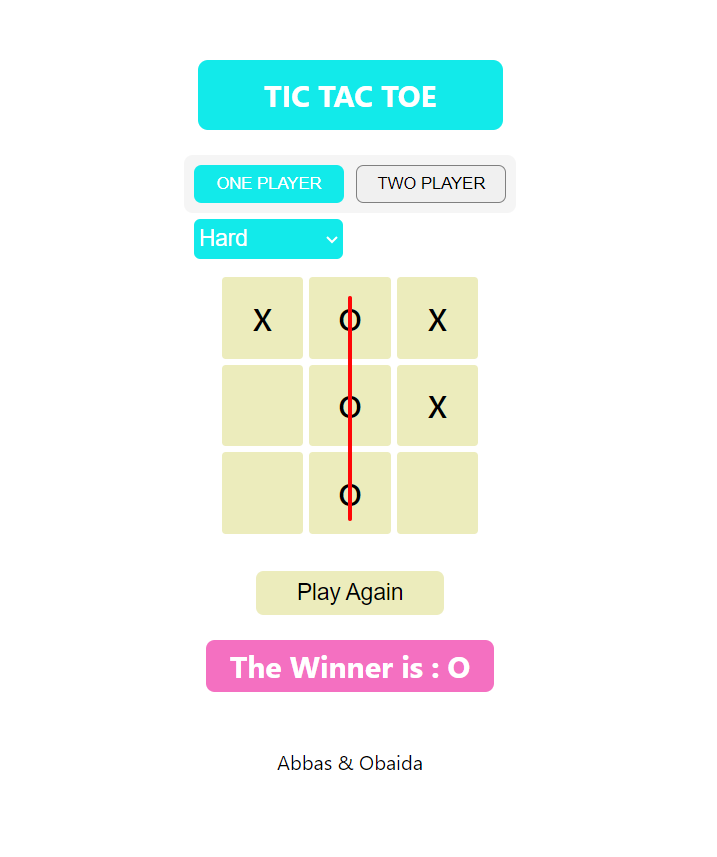 TIC TAC TOE
ONE PLAYER TWO PLAYER
Hard
X O X
O X
O
Play Again
The Winner is : O
Abbas & Obaida